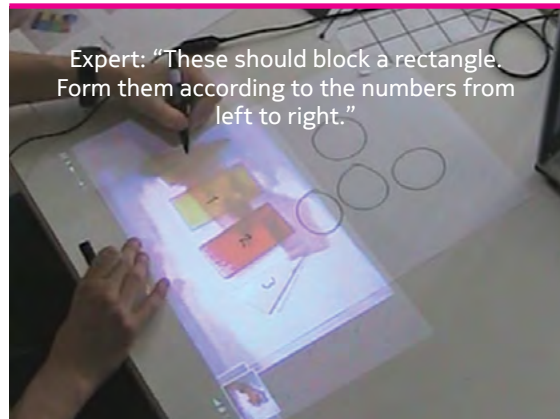 Expert: “These should block a rectangle.
Form them according to the numbers from
left to right.”
1
2
3